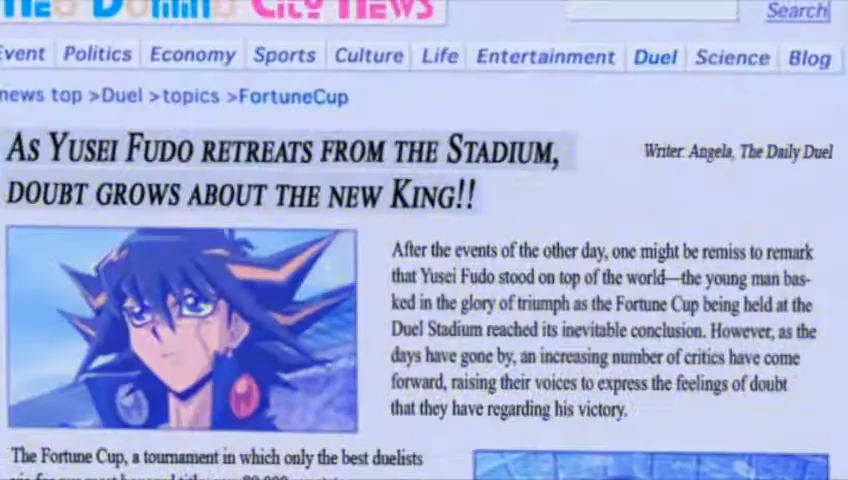 Neo Domino City News
Search
Event Politics Economy Sports Culture Life Entertainment Duel Science Blog
news top >Duel >topics >FortuneCup
As Yusei Fudo retreats from the Stadium,
doubt grows about the new King!!
Writer: Angela, The Daily Duel
After the events of the other day, one might be remiss to remark
that Yusei Fudo stood on top of the world—the young man bas-
ked in the glory of triumph as the Fortune Cup being held at the
Duel Stadium reached its inevitable conclusion. However, as the
days have gone by, an increasing number of critics have come
forward, raising their voices to express the feelings of doubt
that they have regarding his victory.
The Fortune Cup, a tournament in which only the best duelists